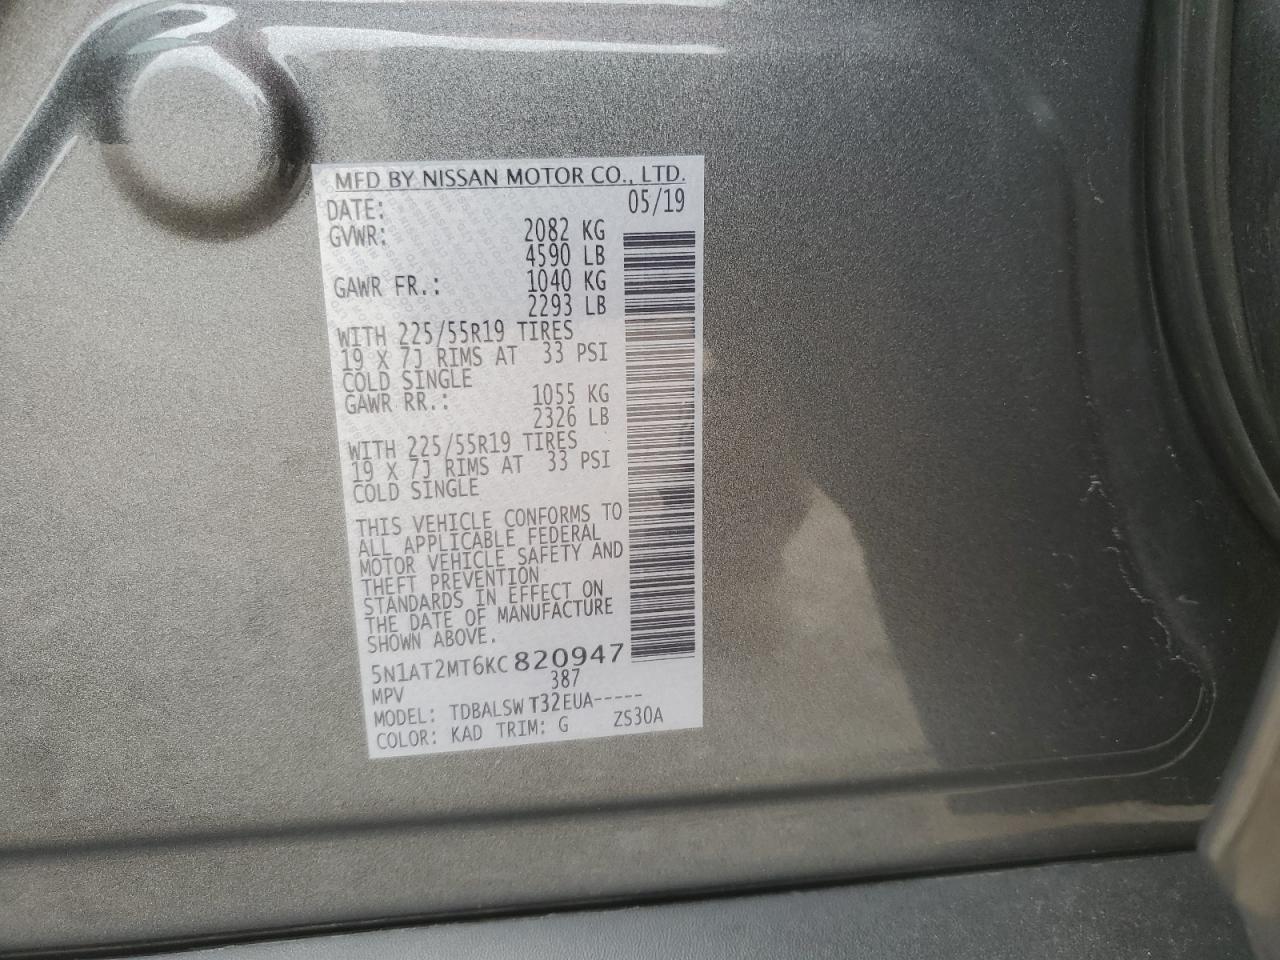 MFD BY NISSAN MOTOR CO., LTD.
DATE: 05/19
GVWR: 2082 KG
4590 LB
GAWR FR.: 1040 KG
2293 LB
WITH 225/55R19 TIRES
19 X 7J RIMS AT 33 PSI
COLD SINGLE
GAWR RR.: 1055 KG
2326 LB
WITH 225/55R19 TIRES
19 X 7J RIMS AT 33 PSI
COLD SINGLE
THIS VEHICLE CONFORMS TO
ALL APPLICABLE FEDERAL
MOTOR VEHICLE SAFETY AND
THEFT PREVENTION
STANDARDS IN EFFECT ON
THE DATE OF MANUFACTURE
SHOWN ABOVE.
5N1AT2MT6KC820947
MPV 387
MODEL: TDBALSWT32EUA-----
COLOR: KAD TRIM: G ZS30A